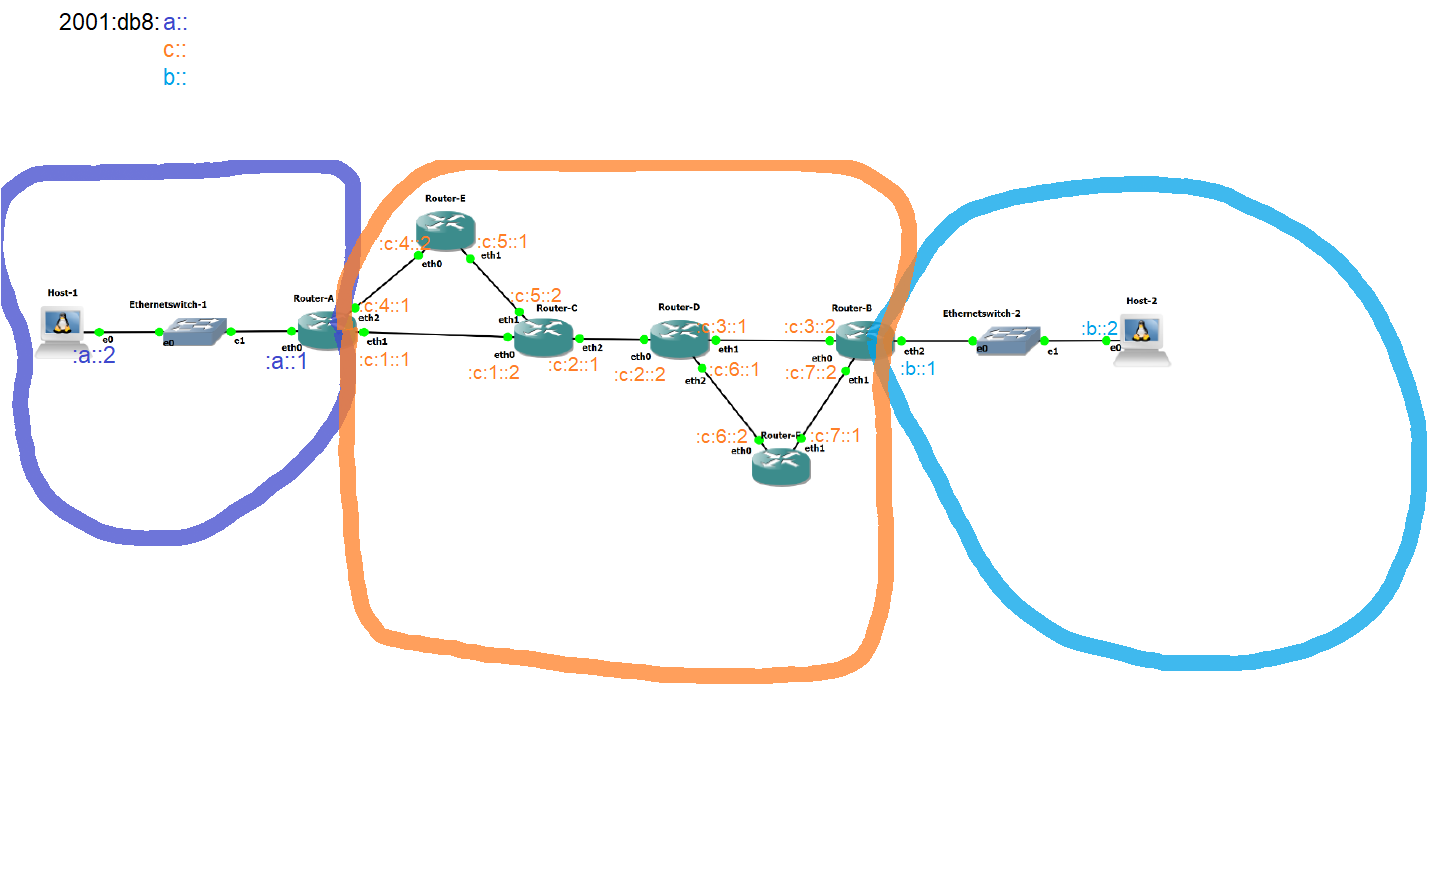 2001:db8: a::
c::
b::
Router-E
:c:4::2
:c:5::1
eth0
eth1
Host-1
Ethernetswitch-1
Router-A
:c:4::1
eth2
:c:5::2
eth1
Router-C
Router-D
:c:3::1
:c:3::2
Router-B
Ethernetswitch-2
Host-2
e0
e0
e1
eth0
eth1
:a::2
:a::1
:c:1::1
eth0
:c:1::2
eth2
:c:2::1
eth0
:c:2::2
eth1
eth2
:c:6::1
eth0
:c:7::2
eth1
eth2
:b::1
e0
e1
:b::2
e0
:c:6::2
eth0
:c:7::1
eth1